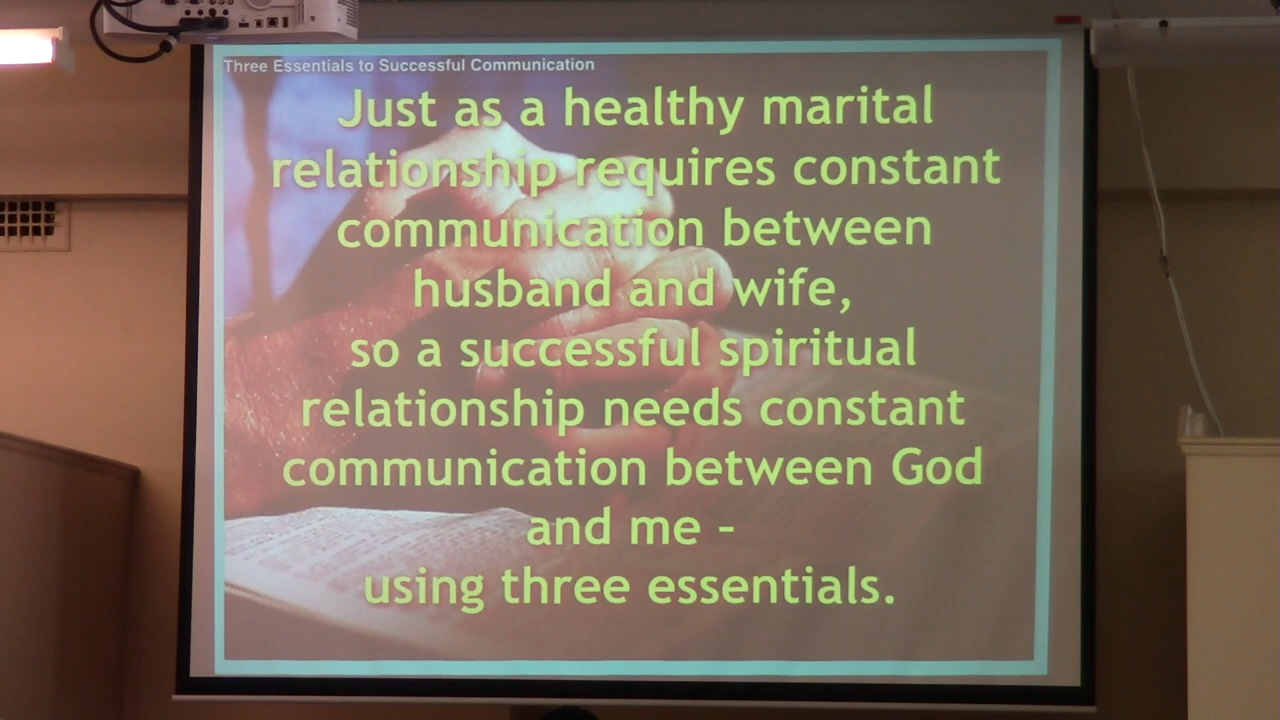 Three Essentials to Successful Communication
Just as a healthy marital
relationship requires constant
communication between
husband and wife,
so a successful spiritual
relationship needs constant
communication between God
and me –
using three essentials.